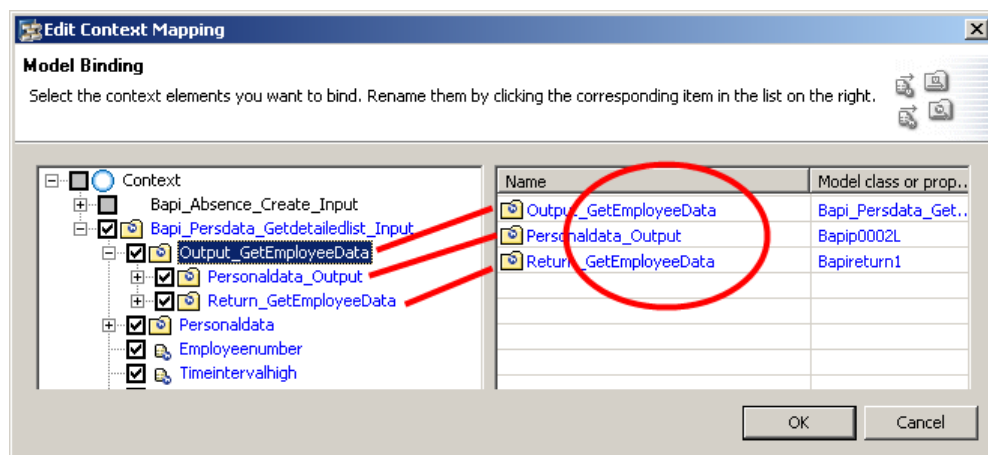 Edit Context Mapping
Model Binding
Select the context elements you want to bind. Rename them by clicking the corresponding item in the list on the right.
Context
Bapi_Absence_Create_Input
Bapi_Persdata_Getdetailedlist_Input
Output_GetEmployeeData
Personaldata_Output
Return_GetEmployeeData
Personaldata
Employeenumber
Timeintervalhigh
Name Model class or prop..
Output_GetEmployeeData Bapi_Persdata_Get..
Personaldata_Output Bapip0002L
Return_GetEmployeeData Bapireturn1
OK Cancel